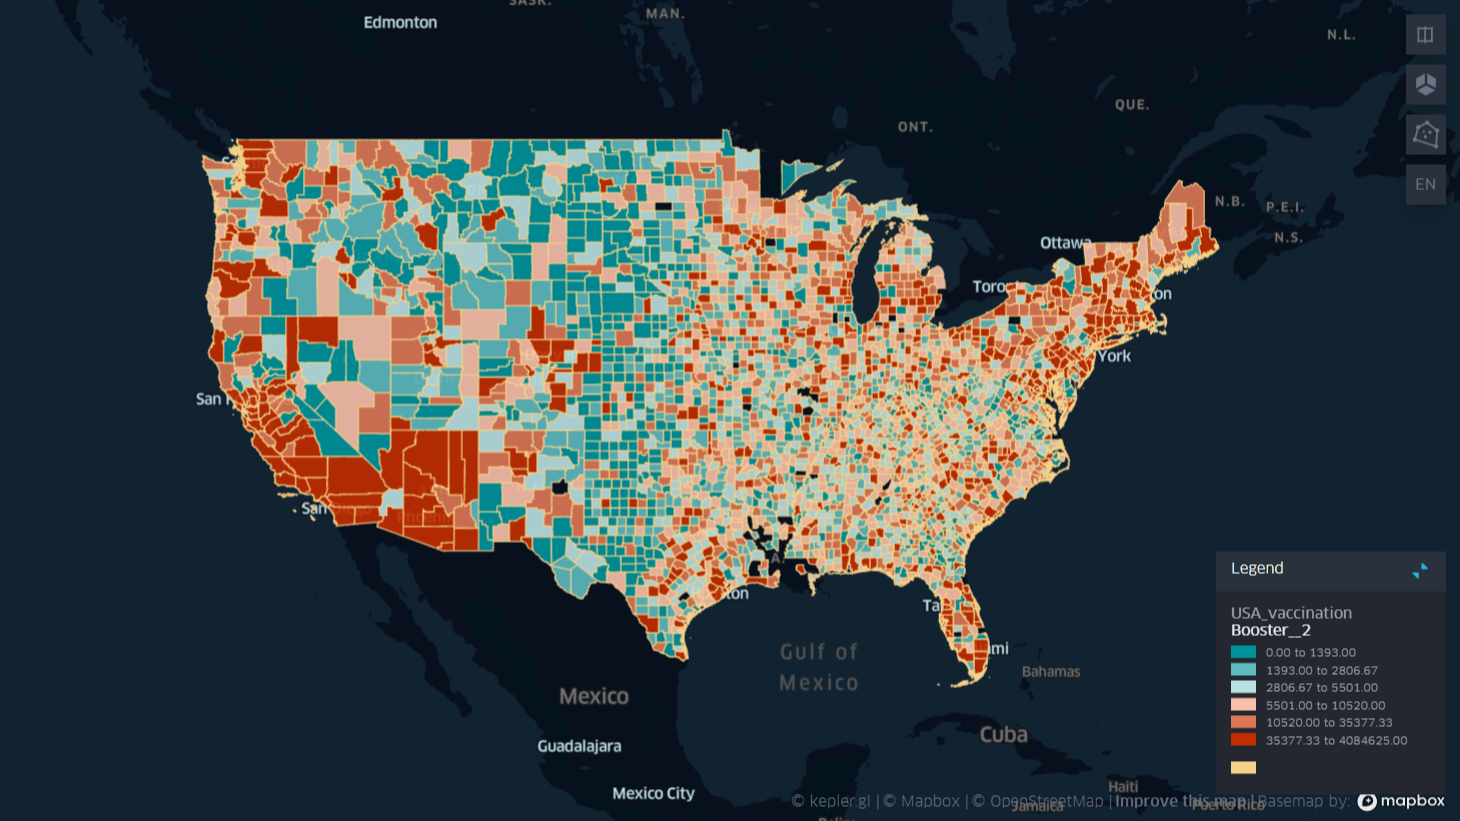 SASK.
MAN.
Edmonton
N.L.
QUE.
ONT.
EN
N.B.
P.E.I.
N.S.
Ottawa
Toro
on
York
San
San
ton
Ta
mi
Gulf of
Mexico
Bahamas
Mexico
Cuba
Guadalajara
Mexico City
Haiti
Jamaica
Puerto Rico
Legend
USA_vaccination
Booster__2
0.00 to 1393.00
1393.00 to 2806.67
2806.67 to 5501.00
5501.00 to 10520.00
10520.00 to 35377.33
35377.33 to 4084625.00
© kepler.gl | © Mapbox | © OpenStreetMap | Improve this map | Basemap by: mapbox